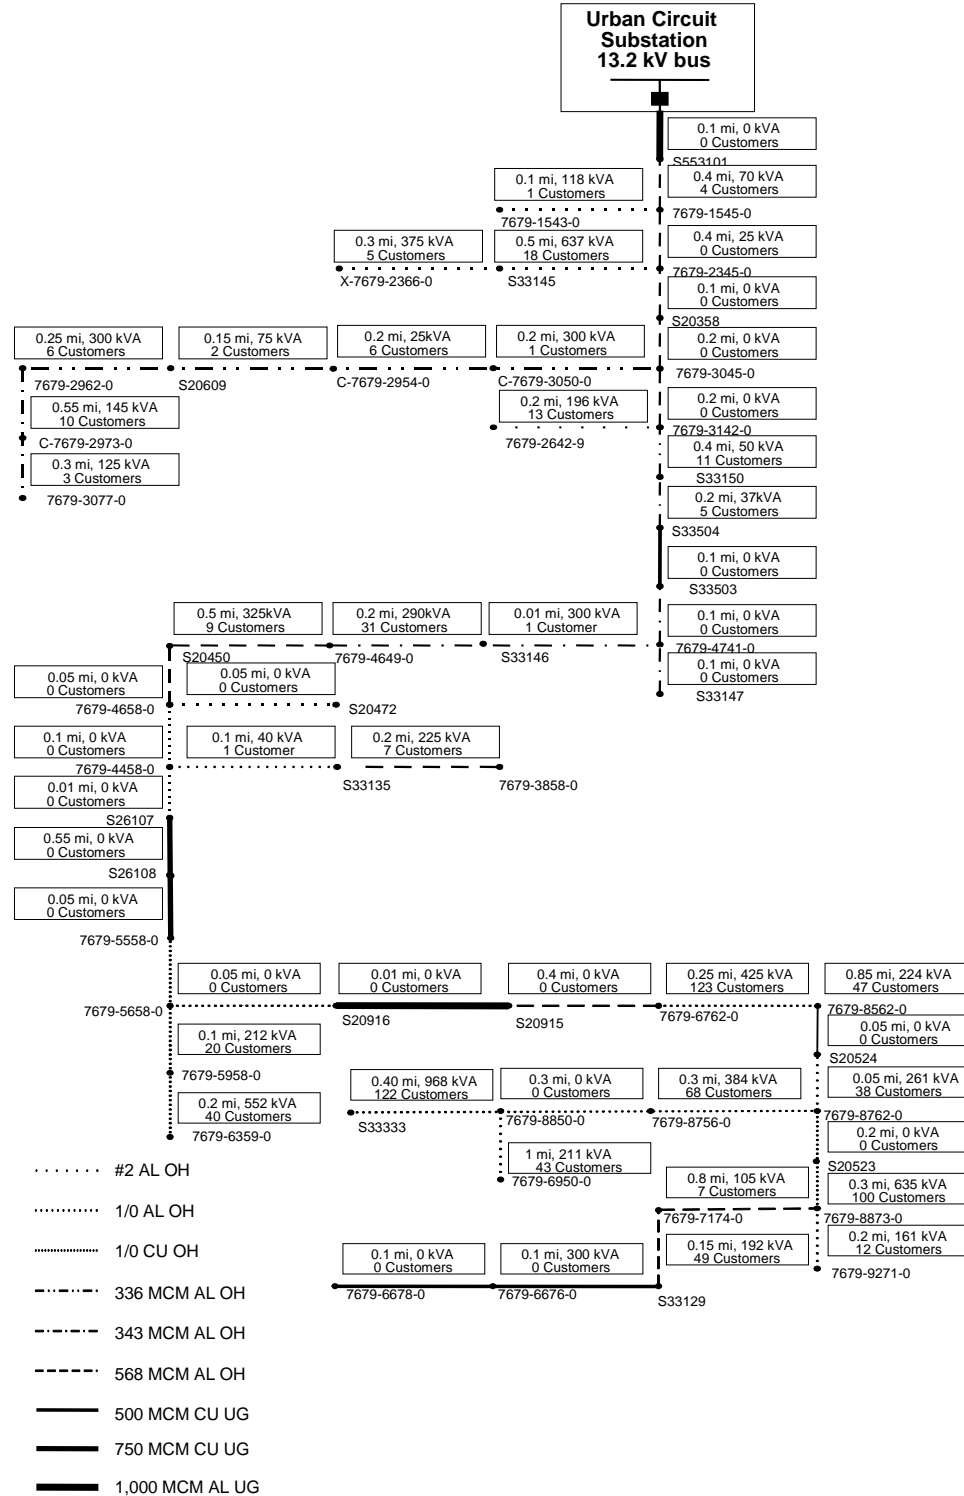 Urban Circuit
Substation
13.2 kV bus
0.1 mi, 0 kVA
0 Customers
S553101
0.1 mi, 118 kVA
1 Customers
0.4 mi, 70 kVA
4 Customers
7679-1543-0
7679-1545-0
0.3 mi, 375 kVA
5 Customers
0.5 mi, 637 kVA
18 Customers
0.4 mi, 25 kVA
0 Customers
X-7679-2366-0
S33145
7679-2345-0
0.1 mi, 0 kVA
0 Customers
S20358
0.25 mi, 300 kVA
6 Customers
0.15 mi, 75 kVA
2 Customers
0.2 mi, 25kVA
6 Customers
0.2 mi, 300 kVA
1 Customers
0.2 mi, 0 kVA
0 Customers
7679-2962-0
S20609
C-7679-2954-0
C-7679-3050-0
7679-3045-0
0.55 mi, 145 kVA
10 Customers
0.2 mi, 196 kVA
13 Customers
0.2 mi, 0 kVA
0 Customers
C-7679-2973-0
7679-2642-9
7679-3142-0
0.3 mi, 125 kVA
3 Customers
0.4 mi, 50 kVA
11 Customers
7679-3077-0
S33150
0.2 mi, 37kVA
5 Customers
S33504
0.1 mi, 0 kVA
0 Customers
S33503
0.5 mi, 325kVA
9 Customers
0.2 mi, 290kVA
31 Customers
0.01 mi, 300 kVA
1 Customer
0.1 mi, 0 kVA
0 Customers
S20450
7679-4649-0
S33146
7679-4741-0
0.05 mi, 0 kVA
0 Customers
0.05 mi, 0 kVA
0 Customers
0.1 mi, 0 kVA
0 Customers
7679-4658-0
S20472
S33147
0.1 mi, 0 kVA
0 Customers
0.1 mi, 40 kVA
1 Customer
0.2 mi, 225 kVA
7 Customers
7679-4458-0
S33135
7679-3858-0
0.01 mi, 0 kVA
0 Customers
S26107
0.55 mi, 0 kVA
0 Customers
S26108
0.05 mi, 0 kVA
0 Customers
7679-5558-0
0.05 mi, 0 kVA
0 Customers
0.01 mi, 0 kVA
0 Customers
0.4 mi, 0 kVA
0 Customers
0.25 mi, 425 kVA
123 Customers
0.85 mi, 224 kVA
47 Customers
7679-5658-0
S20916
S20915
7679-6762-0
7679-8562-0
0.1 mi, 212 kVA
20 Customers
0.05 mi, 0 kVA
0 Customers
7679-5958-0
S20524
0.2 mi, 552 kVA
40 Customers
0.40 mi, 968 kVA
122 Customers
0.3 mi, 0 kVA
0 Customers
0.3 mi, 384 kVA
68 Customers
0.05 mi, 261 kVA
38 Customers
7679-6359-0
S33333
7679-8850-0
7679-8756-0
7679-8762-0
1 mi, 211 kVA
43 Customers
0.2 mi, 0 kVA
0 Customers
7679-6950-0
S20523
0.8 mi, 105 kVA
7 Customers
0.3 mi, 635 kVA
100 Customers
7679-7174-0
7679-8873-0
0.1 mi, 0 kVA
0 Customers
0.1 mi, 300 kVA
0 Customers
0.15 mi, 192 kVA
49 Customers
0.2 mi, 161 kVA
12 Customers
7679-6678-0
7679-6676-0
S33129
7679-9271-0
#2 AL OH
1/0 AL OH
1/0 CU OH
336 MCM AL OH
343 MCM AL OH
568 MCM AL OH
500 MCM CU UG
750 MCM CU UG
1,000 MCM AL UG